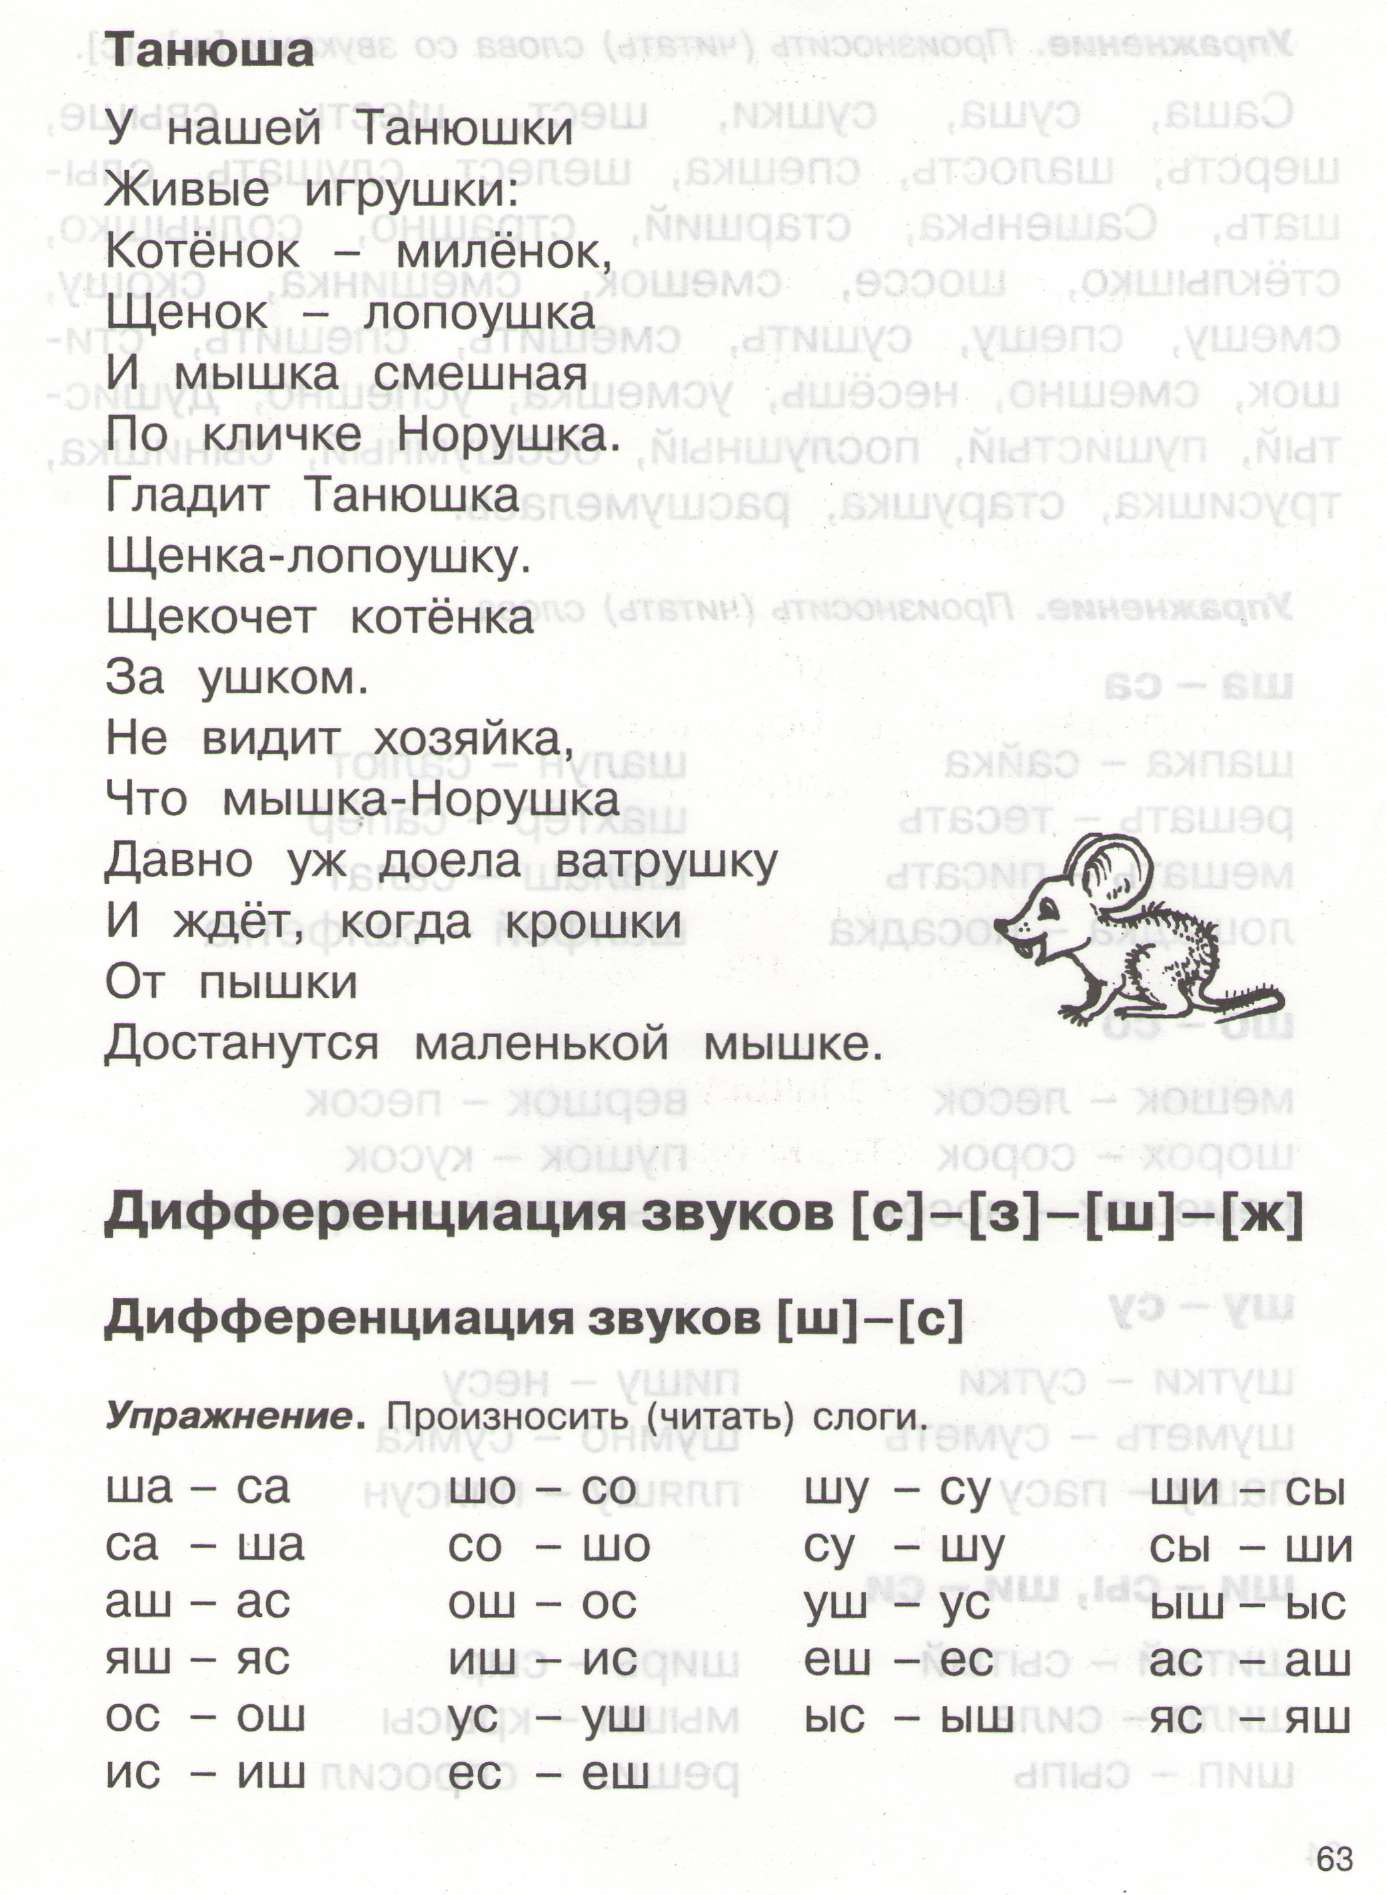 Танюша
У нашей Танюшки
Живые игрушки:
Котёнок – милёнок,
Щенок – лопоушка
И мышка смешная
По кличке Норушка.
Гладит Танюшка
Щенка-лопоушку.
Щекочет котёнка
За ушком.
Не видит хозяйка,
Что мышка-Норушка
Давно уж доела ватрушку
И ждёт, когда крошки
От пышки
Достанутся маленькой мышке.
Дифференциация звуков [с]–[з]–[ш]–[ж]
Дифференциация звуков [ш]–[с]
Упражнение. Произносить (читать) слоги.
ша – са шо – со шу – су ши – сы
са – ша со – шо су – шу сы – ши
аш – ас ош – ос уш – ус ыш – ыс
яш – яс иш – ис еш – ес ас – аш
ос – ош ус – уш ыс – ыш яс – яш
ис – иш ес – еш
63